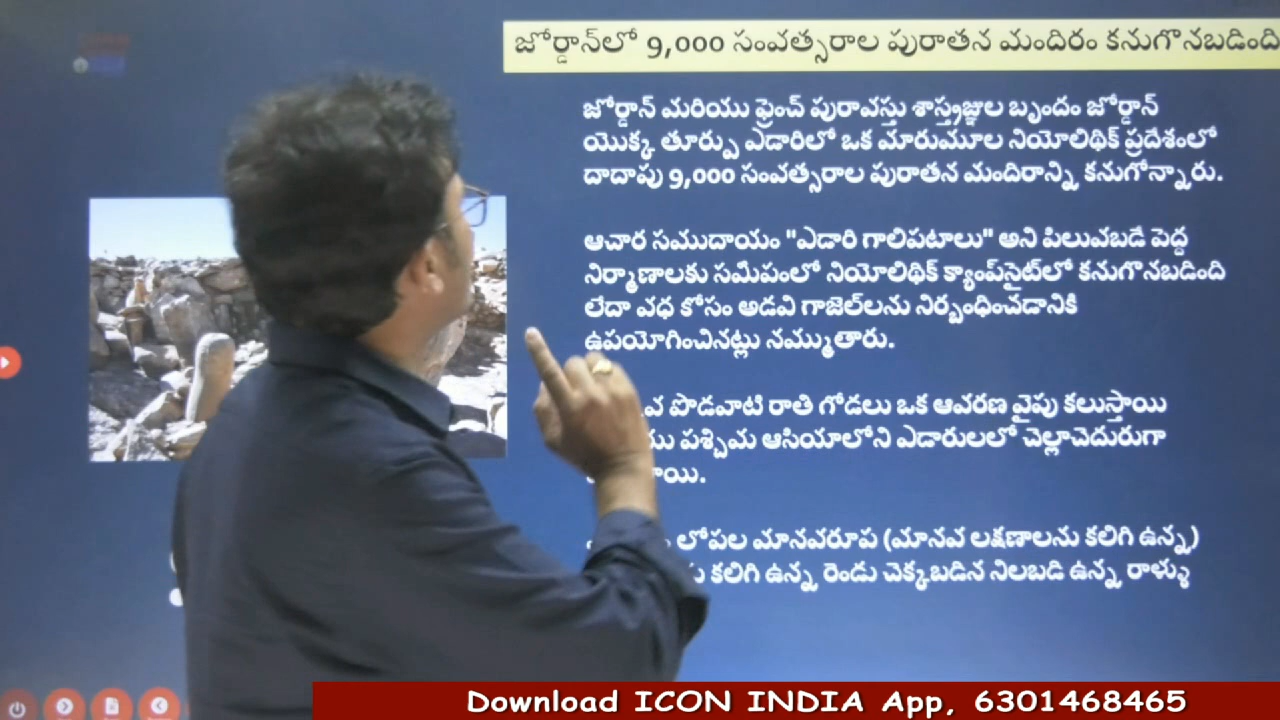 జోర్డాన్‌లో 9,000 సంవత్సరాల పురాతన మందిరం కనుగొనబడింది
జోర్డాన్ మరియు ఫ్రెంచ్ పురావస్తు శాస్త్రజ్ఞుల బృందం జోర్డాన్
యొక్క తూర్పు ఎడారిలో ఒక మారుమూల నియోలిథిక్ ప్రదేశంలో
దాదాపు 9,000 సంవత్సరాల పురాతన మందిరాన్ని కనుగోన్నారు.
ఆచార సముదాయం "ఎడారి గాలిపటాలు" అని పిలువబడే పెద్ద
నిర్మాణాలకు సమీపంలో నియోలిథిక్ క్యాంప్‌సైట్‌లో కనుగొనబడింది
లేదా వధ కోసం అడవి గాజెల్‌లను నిర్బంధించడానికి
ఉపయోగించినట్లు నమ్ముతారు.
పొడవాటి రాతి గోడలు ఒక ఆవరణ వైపు కలుస్తాయి
పశ్చిమ ఆసియాలోని ఎడారులలో చెల్లాచెదురుగా
లోపల మానవరూప (మానవ లక్షణాలను కలిగి ఉన్న)
కలిగి ఉన్న రెండు చెక్కబడిన నిలబడి ఉన్న రాళ్ళు
Download ICON INDIA App, 6301468465